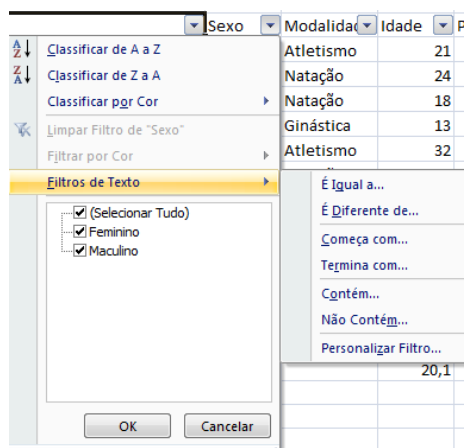 Sexo Modalidad Idade P
Classificar de A a Z
Atletismo 21
Classificar de Z a A
Natação 24
Classificar por Cor
Natação 18
Limpar Filtro de "Sexo"
Ginástica 13
Filtrar por Cor
Atletismo 32
Filtros de Texto
É Igual a...
(Selecionar Tudo)
É Diferente de...
Feminino
Maculino
Começa com...
Termina com...
Contém...
Não Contém...
Personalizar Filtro...
20,1
OK Cancelar